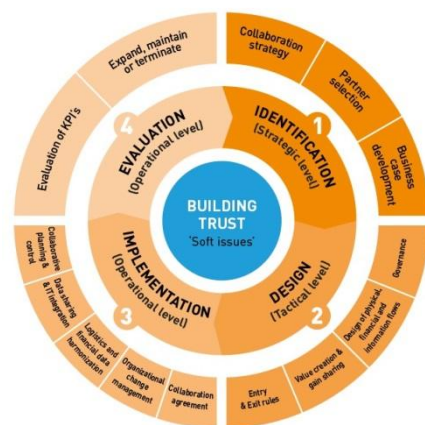 BUILDING
TRUST
'Soft issues'
1
IDENTIFICATION
(Strategic level)
Collaboration
strategy
Partner
selection
Business
case
development
2
DESIGN
(Tactical level)
Governance
Design of physical,
financial and
information flows
Value creation &
gain sharing
Entry
& Exit rules
3
IMPLEMENTATION
(Operational level)
Collaboration
agreement
Organizational
change
management
Logistics and
financial data
harmonization
Data sharing
& IT integration
Collaborative
planning &
control
4
EVALUATION
(Operational level)
Evaluation of KPI's
Expand, maintain
or terminate